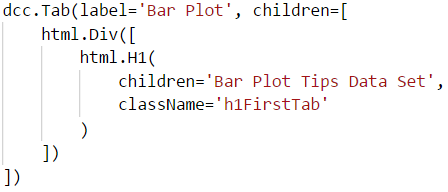 dcc.Tab(label='Bar Plot', children=[
    html.Div([
        html.H1(
            children='Bar Plot Tips Data Set',
            className='h1FirstTab'
        )
    ])
])